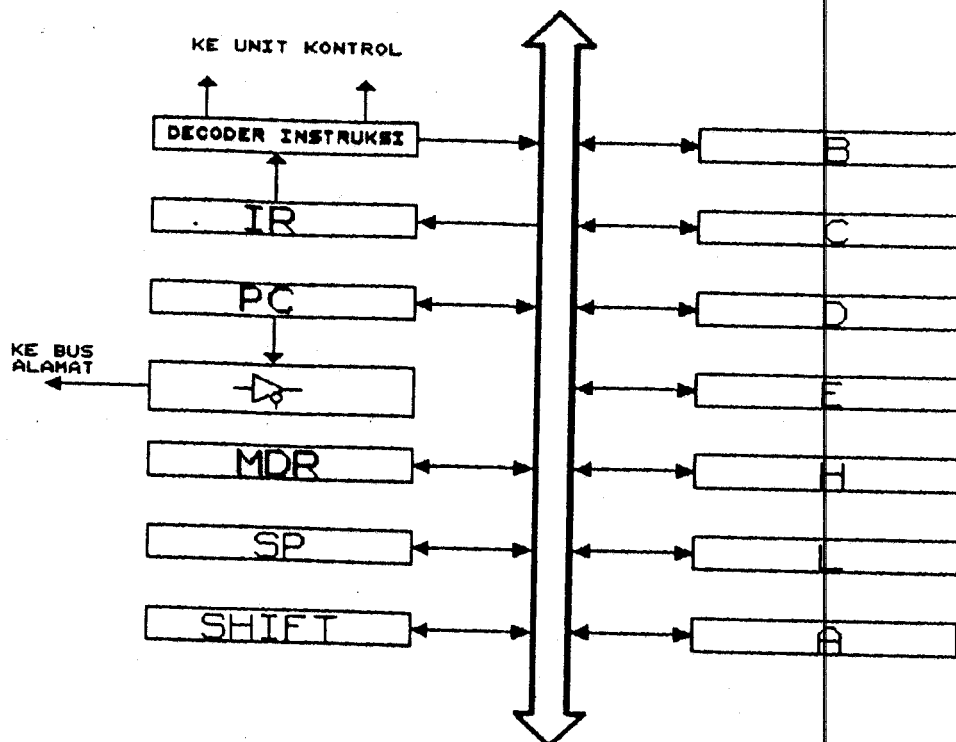 KE UNIT KONTROL
DECODER INSTRUKSI
IR
PC
KE BUS
ALAMAT
MDR
SP
SHIFT
B
C
D
E
H
L
A